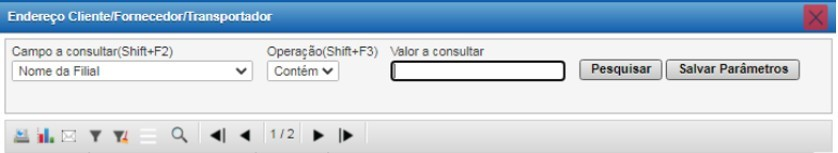 Endereço Cliente/Fornecedor/Transportador
Campo a consultar(Shift+F2) Operação(Shift+F3) Valor a consultar
Nome da Filial Contém Pesquisar Salvar Parâmetros
1 / 2